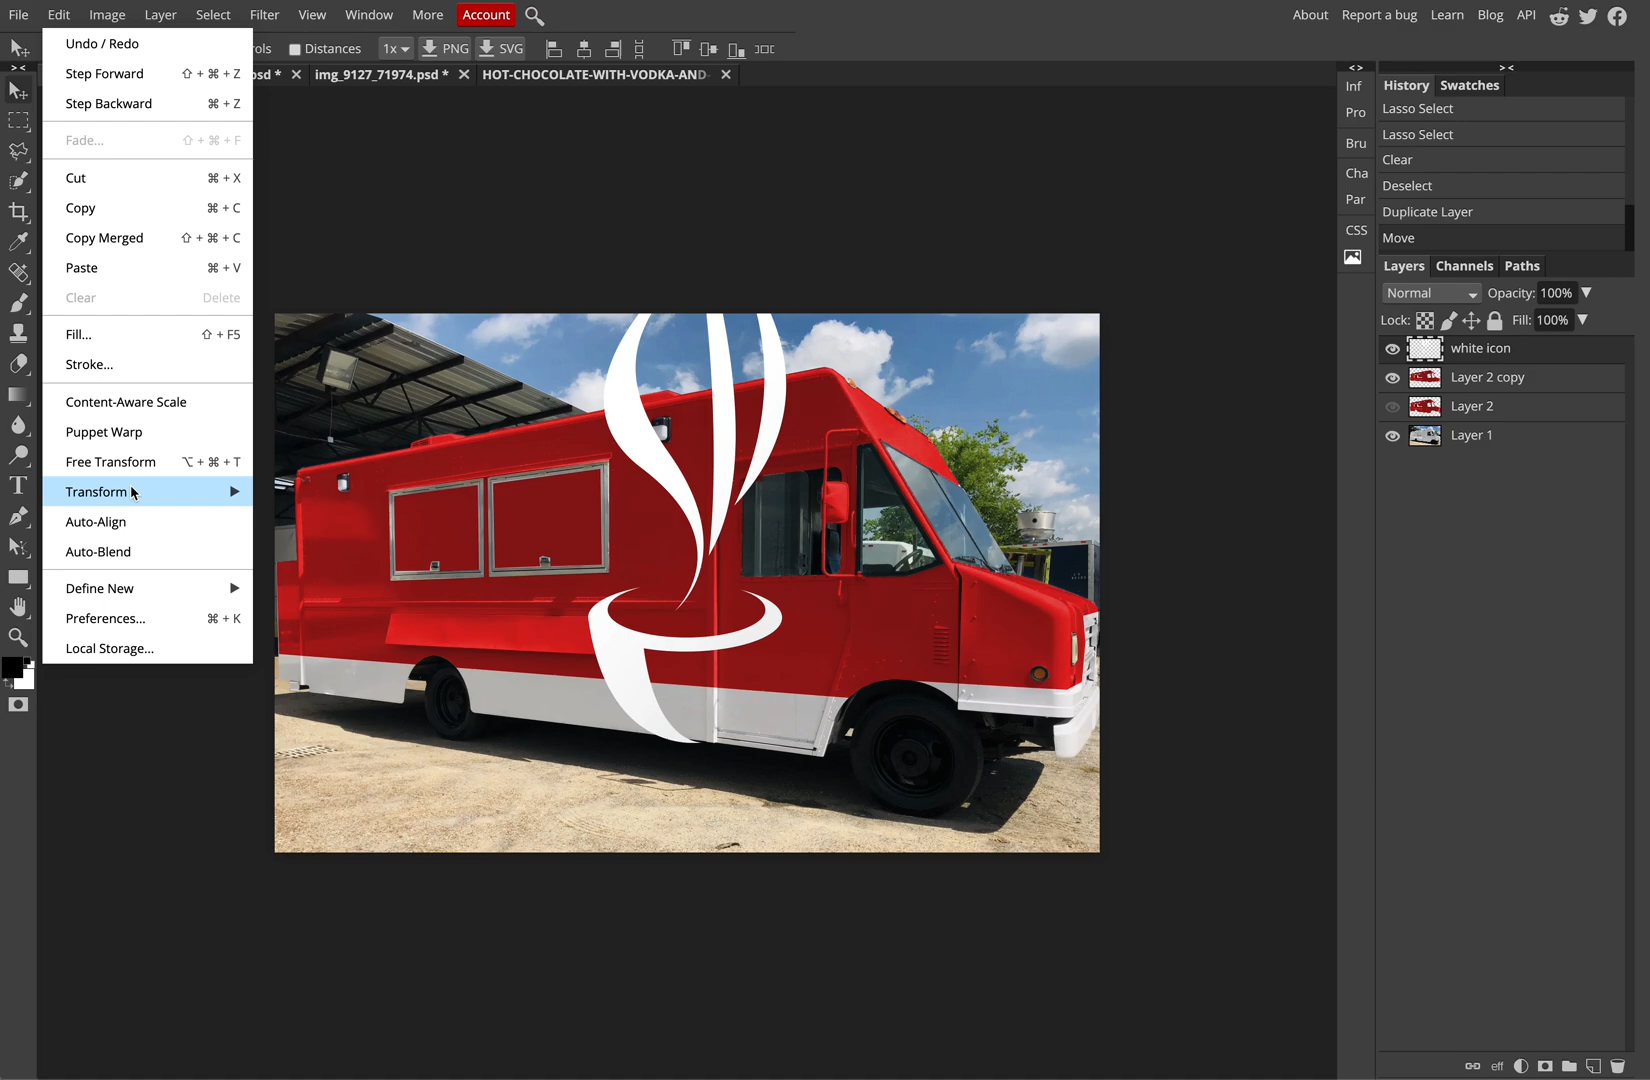 File Edit Image Layer Select Filter View Window More Account About Report a bug Learn Blog API
Distances 1x PNG SVG
psd * img_9127_71974.psd * HOT-CHOCOLATE-WITH-VODKA-AND-
Undo / Redo
Step Forward ⇧ + ⌘ + Z
Step Backward ⌘ + Z
Fade... ⇧ + ⌘ + F
Cut ⌘ + X
Copy ⌘ + C
Copy Merged ⇧ + ⌘ + C
Paste ⌘ + V
Clear Delete
Fill... ⇧ + F5
Stroke...
Content-Aware Scale
Puppet Warp
Free Transform ⌥ + ⌘ + T
Transform
Auto-Align
Auto-Blend
Define New
Preferences... ⌘ + K
Local Storage...
Inf
Pro
Bru
Cha
Par
CSS
History Swatches
Lasso Select
Lasso Select
Clear
Deselect
Duplicate Layer
Move
Layers Channels Paths
Normal Opacity: 100%
Lock: Fill: 100%
white icon
Layer 2 copy
Layer 2
Layer 1
eff